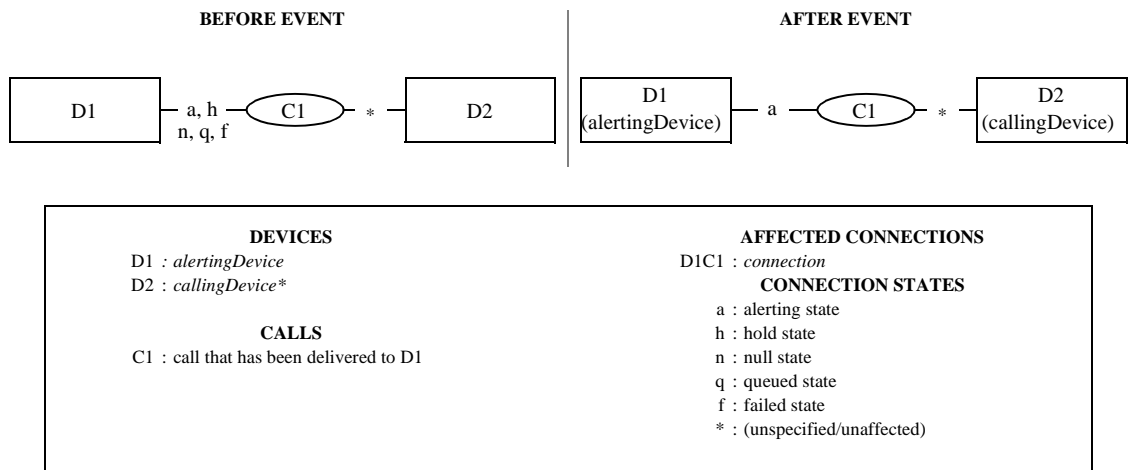 BEFORE EVENT
AFTER EVENT
D1
a, h
n, q, f
C1
*
D2
D1
(alertingDevice)
a
C1
*
D2
(callingDevice)
DEVICES
D1 : alertingDevice
D2 : callingDevice*
CALLS
C1 : call that has been delivered to D1
AFFECTED CONNECTIONS
D1C1 : connection
CONNECTION STATES
a : alerting state
h : hold state
n : null state
q : queued state
f : failed state
* : (unspecified/unaffected)